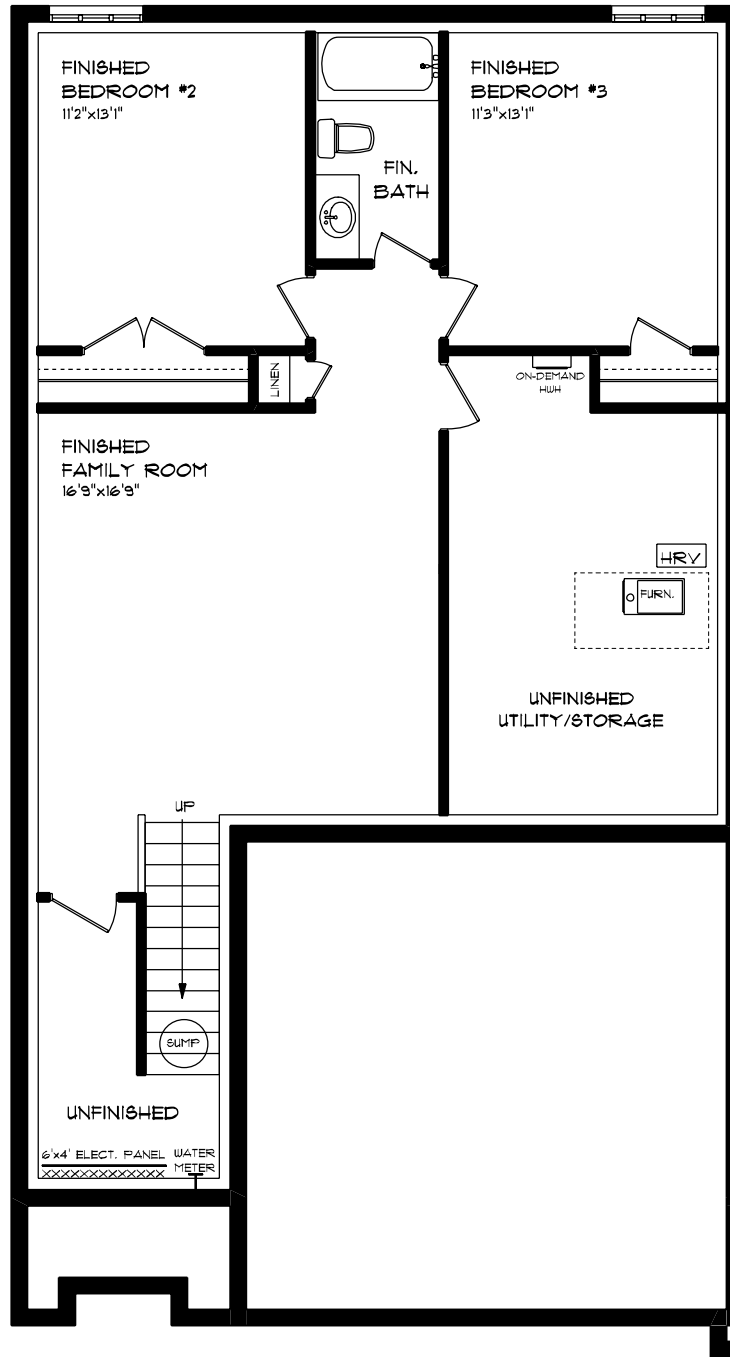 FINISHED
BEDROOM #2
11'2"x13'1"
FIN.
BATH
FINISHED
BEDROOM #3
11'3"x13'1"
LINEN
ON-DEMAND
HWH
FINISHED
FAMILY ROOM
16'9"x16'9"
HRV
FURN.
UNFINISHED
UTILITY/STORAGE
UP
SUMP
UNFINISHED
6'x4' ELECT. PANEL
WATER
METER